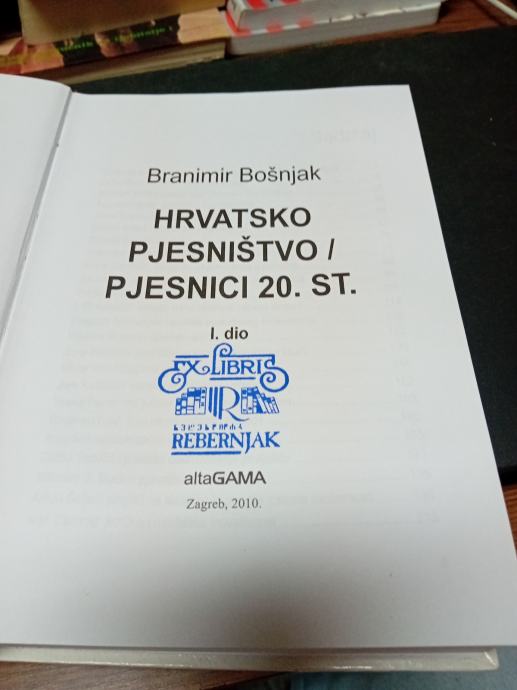 Branimir Bošnjak
HRVATSKO
PJESNIŠTVO /
PJESNICI 20. ST.
I. dio
EX LIBRIS
R
REBERNJAK
altaGAMA
Zagreb, 2010.